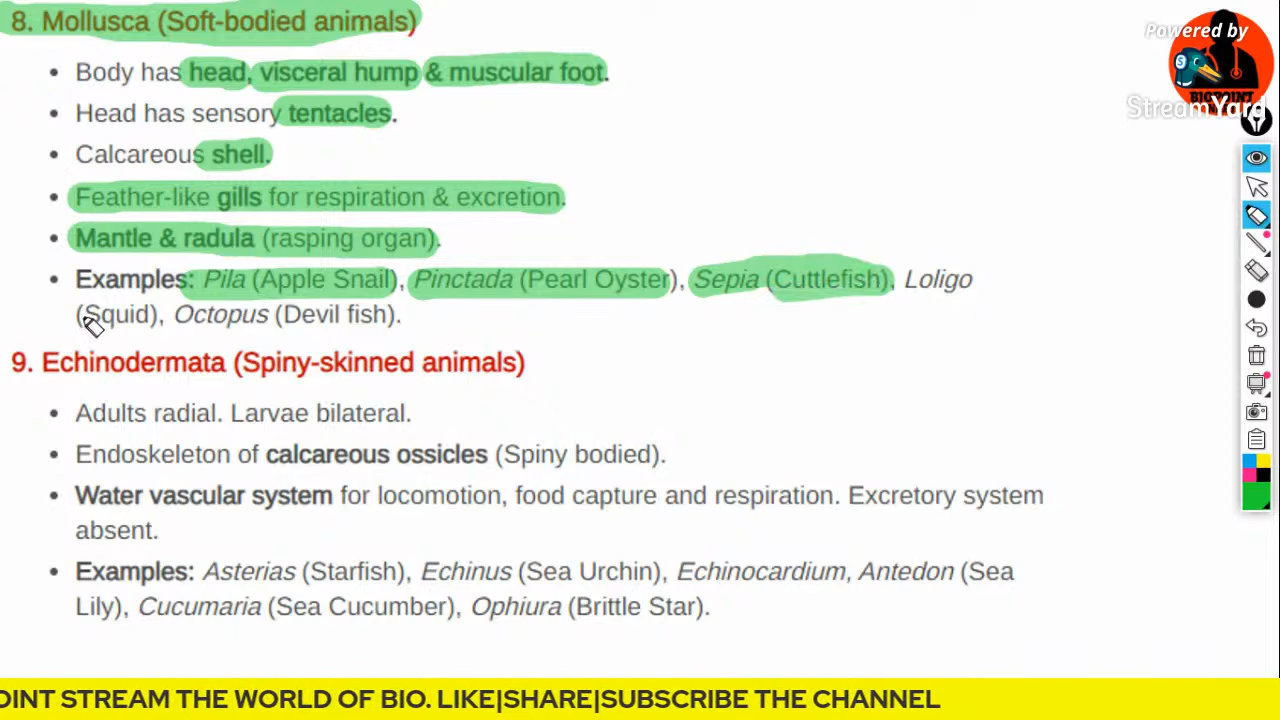 8. Mollusca (Soft-bodied animals)
Powered by
• Body has head, visceral hump & muscular foot.
• Head has sensory tentacles.
StreamYard
• Calcareous shell.
• Feather-like gills for respiration & excretion.
• Mantle & radula (rasping organ).
• Examples: Pila (Apple Snail), Pinctada (Pearl Oyster), Sepia (Cuttlefish), Loligo
(Squid), Octopus (Devil fish).
9. Echinodermata (Spiny-skinned animals)
• Adults radial. Larvae bilateral.
• Endoskeleton of calcareous ossicles (Spiny bodied).
• Water vascular system for locomotion, food capture and respiration. Excretory system
absent.
• Examples: Asterias (Starfish), Echinus (Sea Urchin), Echinocardium, Antedon (Sea
Lily), Cucumaria (Sea Cucumber), Ophiura (Brittle Star).
OINT STREAM THE WORLD OF BIO. LIKE|SHARE|SUBSCRIBE THE CHANNEL